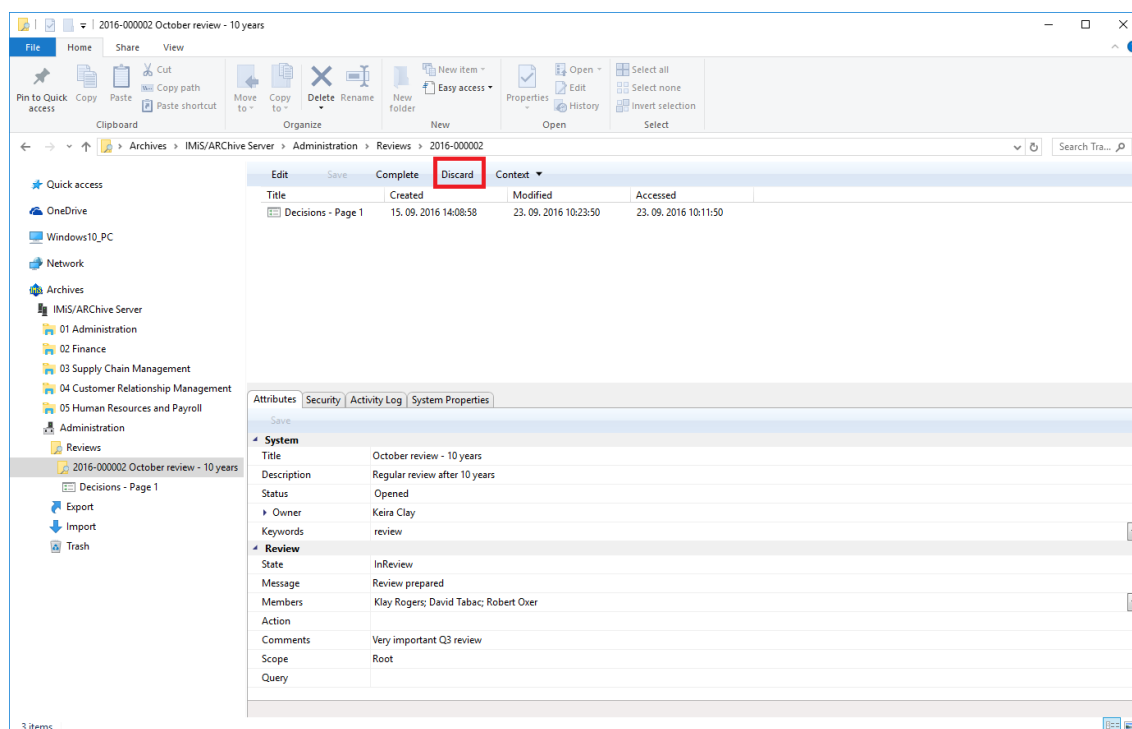 2016-000002 October review - 10 years
File Home Share View
Pin to Quick access
Copy
Paste
Cut
Copy path
Paste shortcut
Clipboard
Move to
Copy to
Delete
Rename
Organize
New folder
New item
Easy access
New
Properties
Open
Edit
History
Open
Select all
Select none
Invert selection
Select
Archives > IMiS/ARChive Server > Administration > Reviews > 2016-000002
Search Tra...
Quick access
OneDrive
Windows10_PC
Network
Archives
IMiS/ARChive Server
01 Administration
02 Finance
03 Supply Chain Management
04 Customer Relationship Management
05 Human Resources and Payroll
Administration
Reviews
2016-000002 October review - 10 years
Decisions - Page 1
Export
Import
Trash
Edit Save Complete Discard Context
Title Created Modified Accessed
Decisions - Page 1 15. 09. 2016 14:08:58 23. 09. 2016 10:23:50 23. 09. 2016 10:11:50
Attributes Security Activity Log System Properties
Save
System
Title October review - 10 years
Description Regular review after 10 years
Status Opened
Owner Keira Clay
Keywords review
Review
State InReview
Message Review prepared
Members Klay Rogers; David Tabac; Robert Oxer
Action
Comments Very important Q3 review
Scope Root
Query
3 items